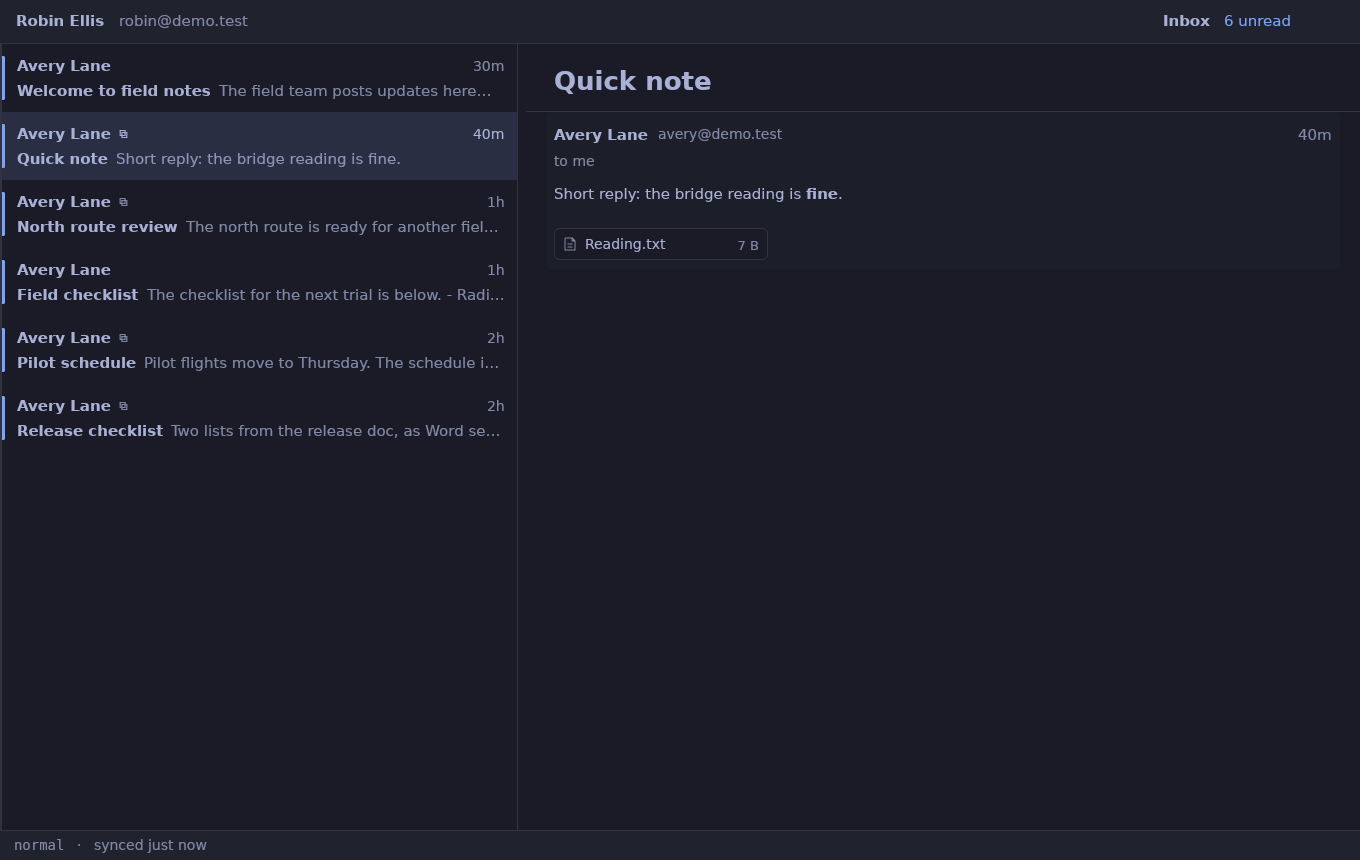 Robin Ellis robin@demo.test Inbox 6 unread
Avery Lane 30m
Welcome to field notes The field team posts updates here…
Avery Lane 40m
Quick note Short reply: the bridge reading is fine.
Avery Lane 1h
North route review The north route is ready for another fiel…
Avery Lane 1h
Field checklist The checklist for the next trial is below. - Radi…
Avery Lane 2h
Pilot schedule Pilot flights move to Thursday. The schedule i…
Avery Lane 2h
Release checklist Two lists from the release doc, as Word se…
Quick note
Avery Lane avery@demo.test 40m
to me
Short reply: the bridge reading is fine.
Reading.txt 7 B
normal · synced just now